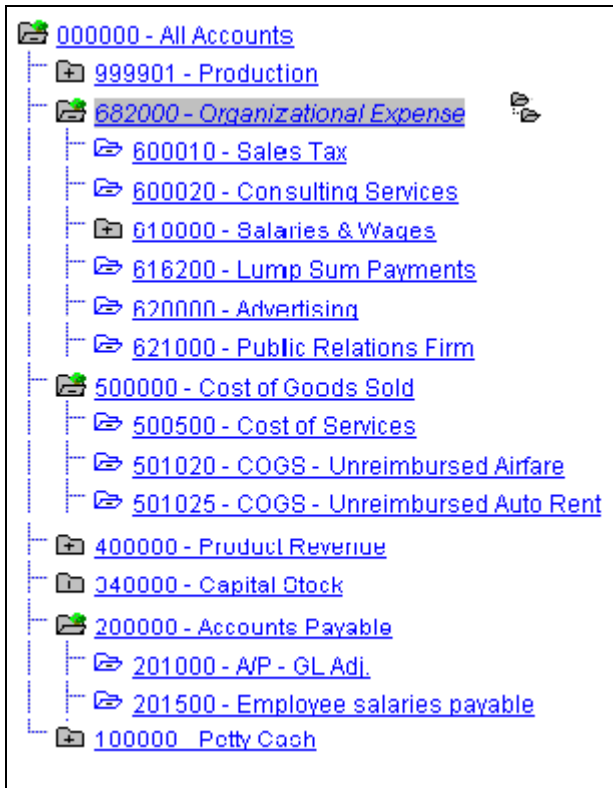 000000 - All Accounts
999901 - Production
682000 - Organizational Expense
600010 - Sales Tax
600020 - Consulting Services
610000 - Salaries & Wages
616200 - Lump Sum Payments
620000 - Advertising
621000 - Public Relations Firm
500000 - Cost of Goods Sold
500500 - Cost of Services
501020 - COGS - Unreimbursed Airfare
501025 - COGS - Unreimbursed Auto Rent
400000 - Product Revenue
340000 - Capital Stock
200000 - Accounts Payable
201000 - A/P - GL Adj.
201500 - Employee salaries payable
100000 - Petty Cash